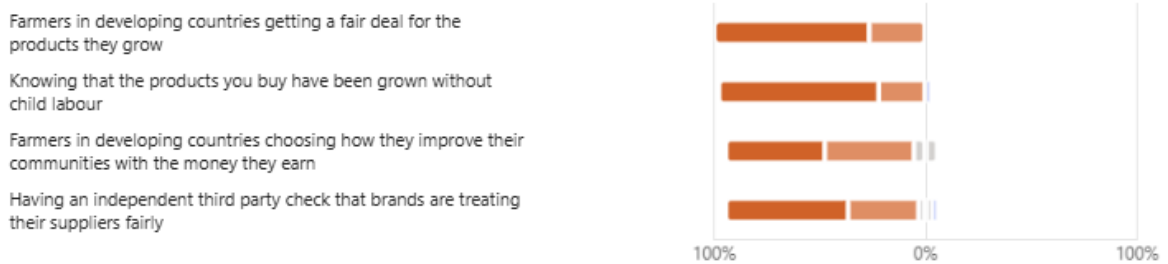 Farmers in developing countries getting a fair deal for the
products they grow
Knowing that the products you buy have been grown without
child labour
Farmers in developing countries choosing how they improve their
communities with the money they earn
Having an independent third party check that brands are treating
their suppliers fairly
100% 0% 100%